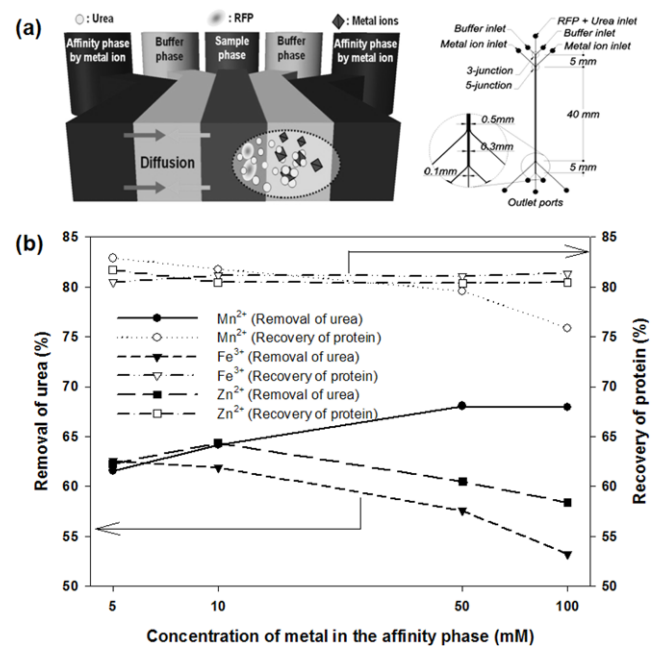 (a)
: Urea
: RFP
: Metal ions
Affinity phase
by metal ion
Buffer
phase
Sample
phase
Buffer
phase
Affinity phase
by metal ion
Diffusion
RFP + Urea inlet
Buffer inlet
Buffer inlet
Metal ion inlet
Metal ion inlet
3-junction
5-junction
5 mm
40 mm
5 mm
0.5mm
0.3mm
0.1mm
Outlet ports
(b)
Removal of urea (%)
85
80
75
70
65
60
55
50
Mn²⁺ (Removal of urea)
Mn²⁺ (Recovery of protein)
Fe³⁺ (Removal of urea)
Fe³⁺ (Recovery of protein)
Zn²⁺ (Removal of urea)
Zn²⁺ (Recovery of protein)
85
80
75
70
65
60
55
50
Recovery of protein (%)
5 10 50 100
Concentration of metal in the affinity phase (mM)